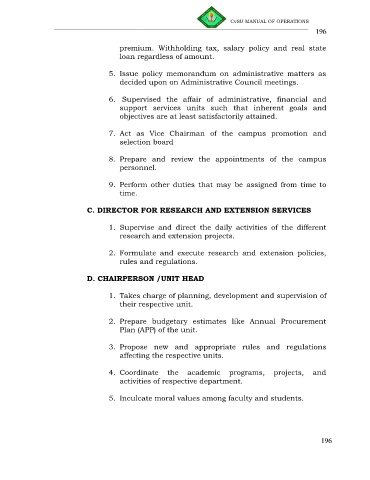 CvSU MANUAL OF OPERATIONS
196
premium. Withholding tax, salary policy and real state
loan regardless of amount.
5. Issue policy memorandum on administrative matters as
decided upon on Administrative Council meetings.
6. Supervised the affair of administrative, financial and
support services units such that inherent goals and
objectives are at least satisfactorily attained.
7. Act as Vice Chairman of the campus promotion and
selection board
8. Prepare and review the appointments of the campus
personnel.
9. Perform other duties that may be assigned from time to
time.
C. DIRECTOR FOR RESEARCH AND EXTENSION SERVICES
1. Supervise and direct the daily activities of the different
research and extension projects.
2. Formulate and execute research and extension policies,
rules and regulations.
D. CHAIRPERSON /UNIT HEAD
1. Takes charge of planning, development and supervision of
their respective unit.
2. Prepare budgetary estimates like Annual Procurement
Plan (APP) of the unit.
3. Propose new and appropriate rules and regulations
affecting the respective units.
4. Coordinate the academic programs, projects, and
activities of respective department.
5. Inculcate moral values among faculty and students.
196